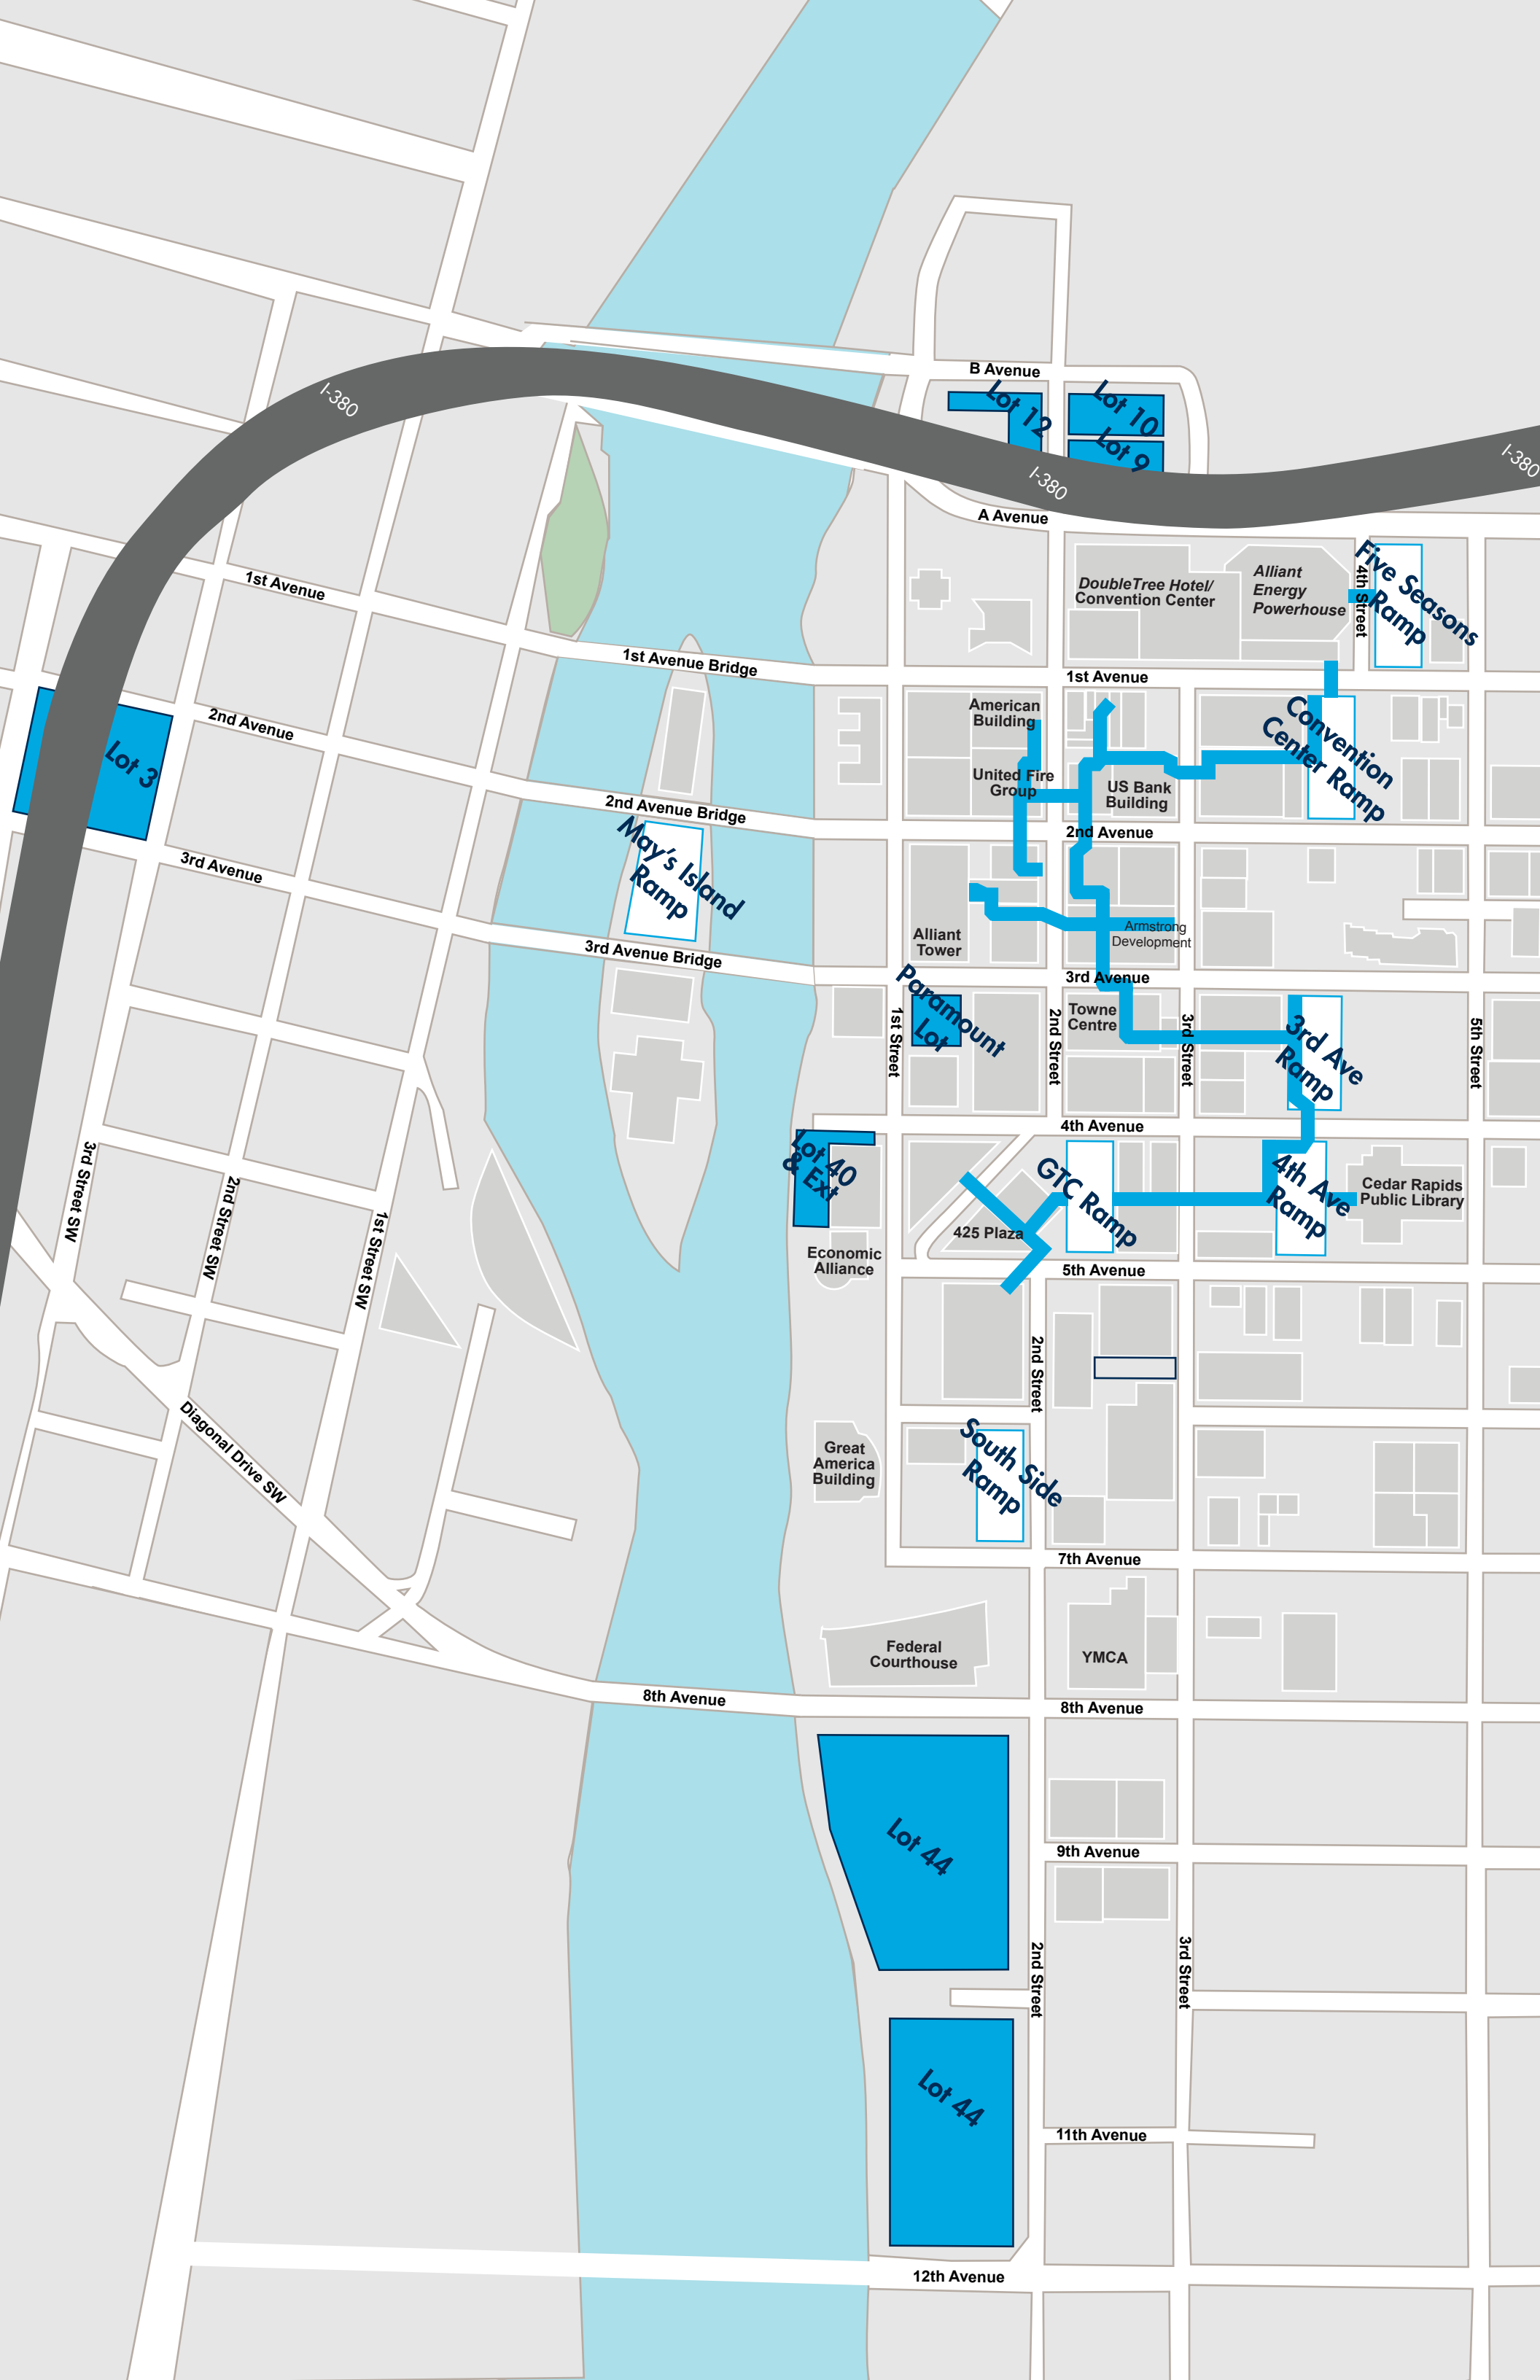 I-380
B Avenue
Lot 12
Lot 10
Lot 9
I-380
I-380
A Avenue
DoubleTree Hotel/
Convention Center
Alliant
Energy
Powerhouse
4th Street
Five Seasons
Ramp
1st Avenue
1st Avenue Bridge
1st Avenue
American
Building
Convention
Center Ramp
United Fire
Group
US Bank
Building
Lot 3
2nd Avenue
2nd Avenue Bridge
2nd Avenue
May's Island
Ramp
3rd Avenue
Alliant
Tower
Armstrong
Development
3rd Avenue Bridge
3rd Avenue
Paramount
Lot
1st Street
2nd Street
Towne
Centre
3rd Street
3rd Ave
Ramp
5th Street
4th Avenue
Lot 40
& Ext
GTC Ramp
4th Ave
Ramp
Cedar Rapids
Public Library
3rd Street SW
2nd Street SW
1st Street SW
425 Plaza
Economic
Alliance
5th Avenue
2nd Street
Diagonal Drive SW
Great
America
Building
South Side
Ramp
7th Avenue
Federal
Courthouse
YMCA
8th Avenue
8th Avenue
Lot 44
9th Avenue
2nd Street
3rd Street
Lot 44
11th Avenue
12th Avenue